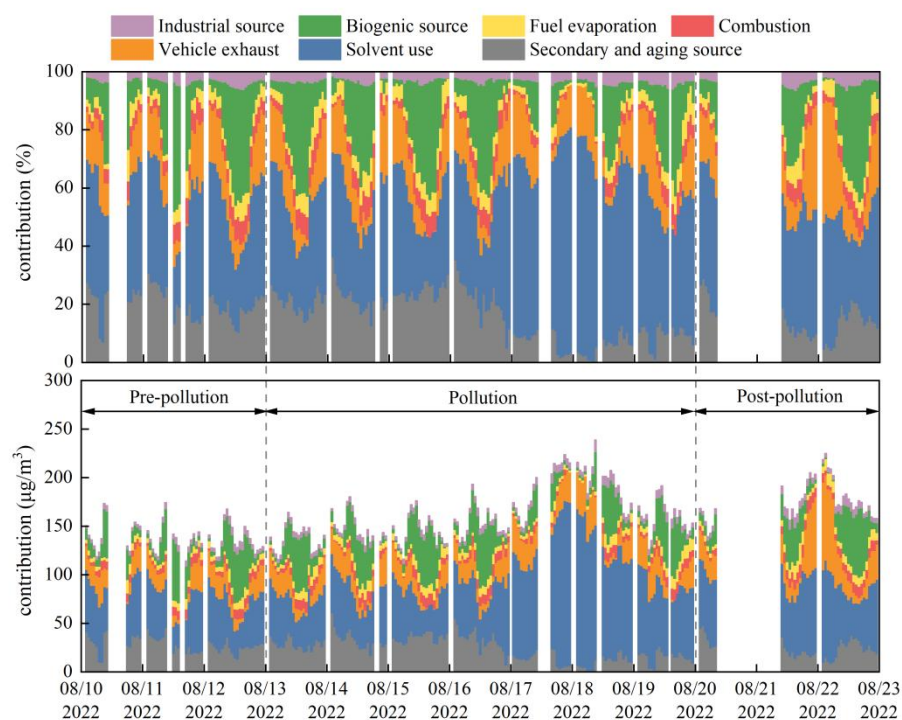 Industrial source Biogenic source Fuel evaporation Combustion
Vehicle exhaust Solvent use Secondary and aging source
contribution (%)
100
80
60
40
20
0
contribution (μg/m³)
300
250
200
150
100
50
0
Pre-pollution Pollution Post-pollution
08/10 08/11 08/12 08/13 08/14 08/15 08/16 08/17 08/18 08/19 08/20 08/21 08/22 08/23
2022 2022 2022 2022 2022 2022 2022 2022 2022 2022 2022 2022 2022 2022